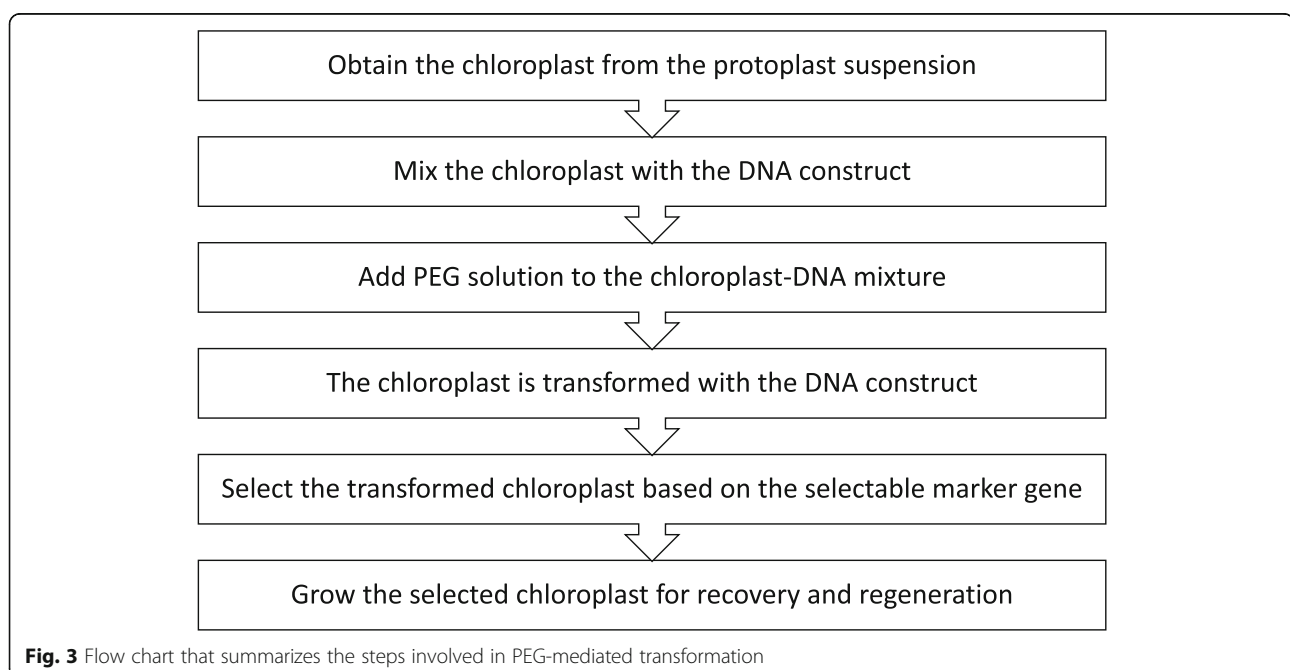 Obtain the chloroplast from the protoplast suspension
Mix the chloroplast with the DNA construct
Add PEG solution to the chloroplast-DNA mixture
The chloroplast is transformed with the DNA construct
Select the transformed chloroplast based on the selectable marker gene
Grow the selected chloroplast for recovery and regeneration
Fig. 3 Flow chart that summarizes the steps involved in PEG-mediated transformation